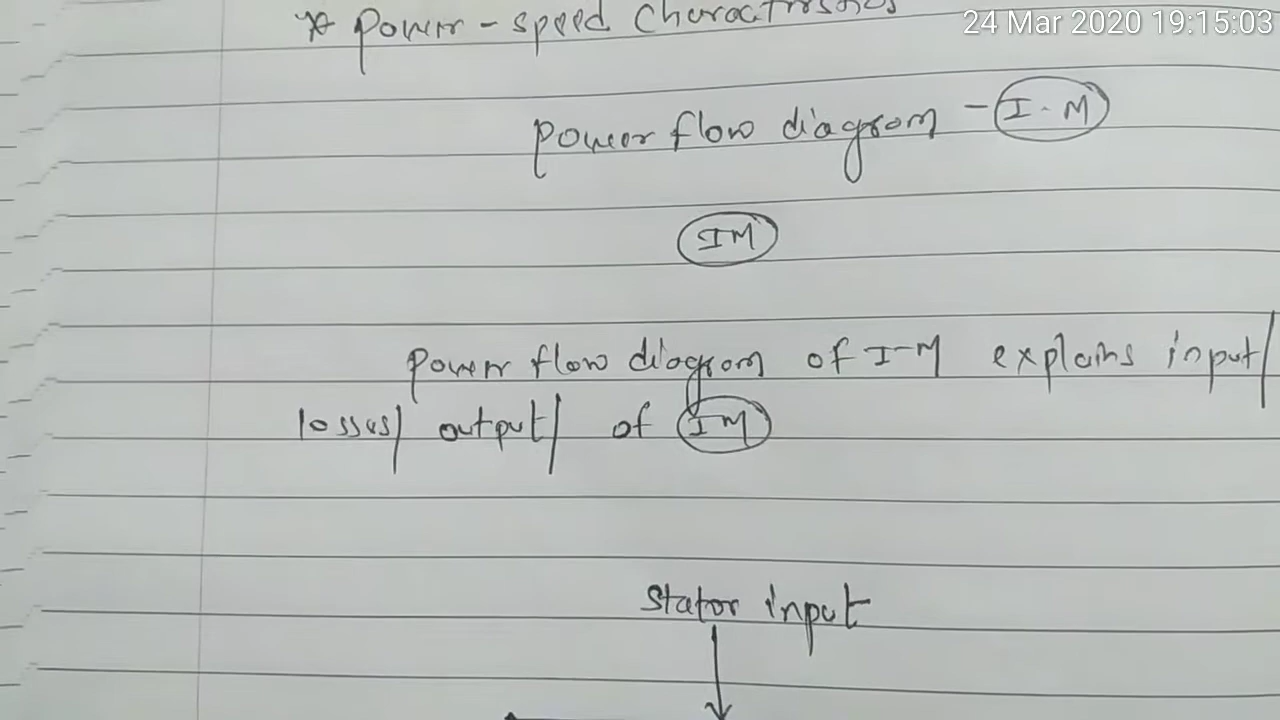 * Power - speed characteristics
24 Mar 2020 19:15:03
Power flow diagram - I-M
IM
Power flow diagram of I-M explains input/
losses/ output/ of IM
Stator input